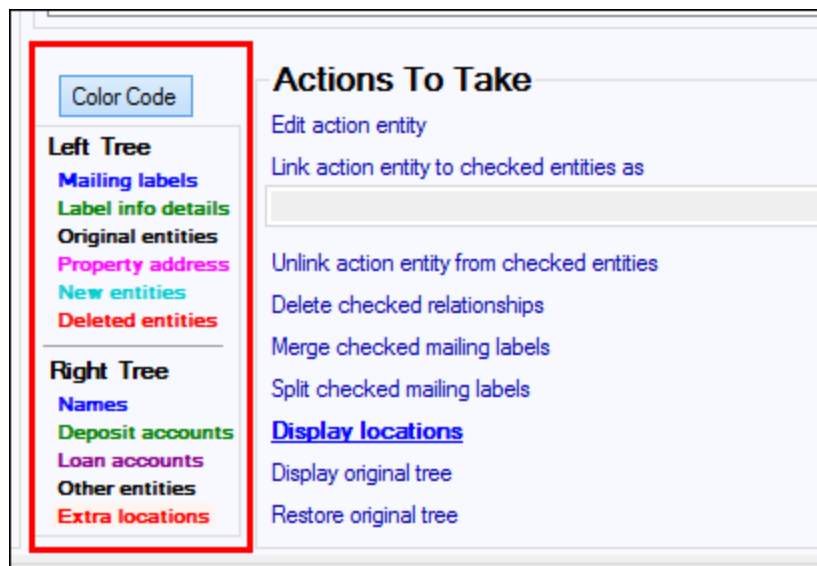 Color Code
Left Tree
Mailing labels
Label info details
Original entities
Property address
New entities
Deleted entities
Right Tree
Names
Deposit accounts
Loan accounts
Other entities
Extra locations
Actions To Take
Edit action entity
Link action entity to checked entities as
Unlink action entity from checked entities
Delete checked relationships
Merge checked mailing labels
Split checked mailing labels
Display locations
Display original tree
Restore original tree